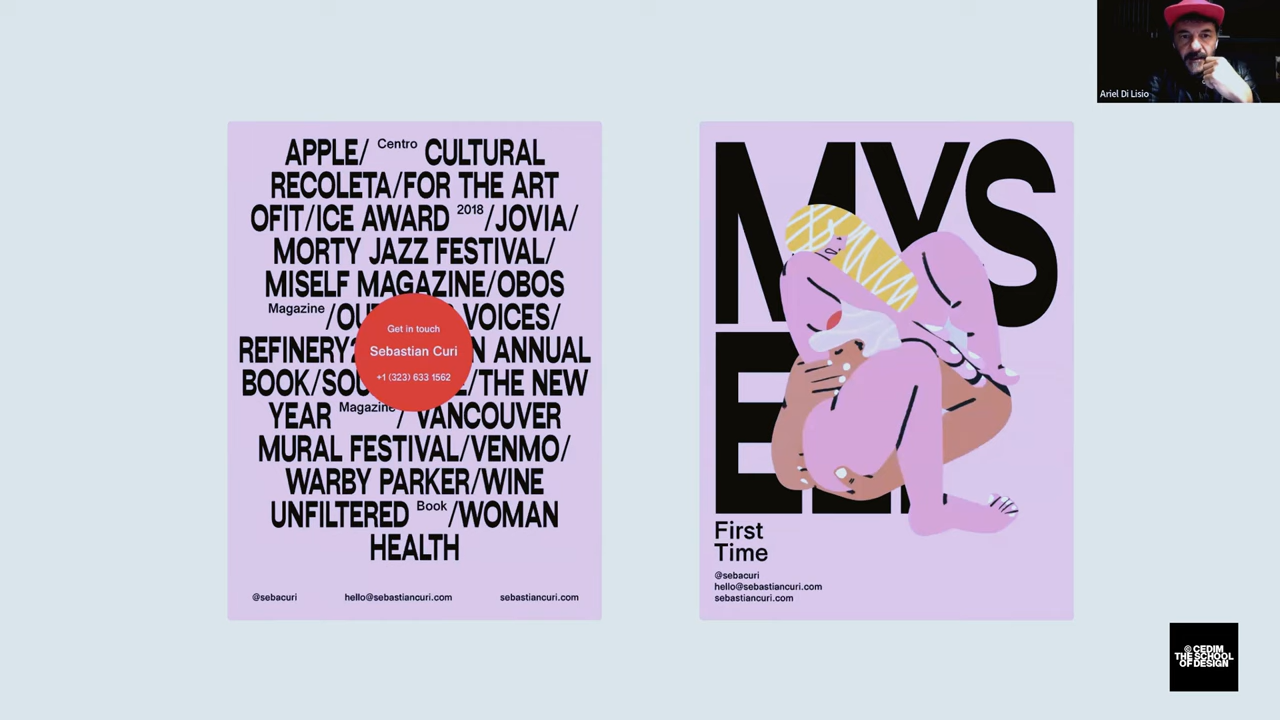 Ariel Di Lisio
APPLE/ Centro CULTURAL
RECOLETA/FOR THE ART
OFIT/ICE AWARD 2018 /JOVIA/
MORTY JAZZ FESTIVAL/
MISELF MAGAZINE/OBOS
Magazine /OU VOICES/
REFINERY2 N ANNUAL
BOOK/SOU E/THE NEW
YEAR Magazine / VANCOUVER
MURAL FESTIVAL/VENMO/
WARBY PARKER/WINE
UNFILTERED Book /WOMAN
HEALTH
Get in touch
Sebastian Curi
+1 (323) 633 1562
@sebacuri hello@sebastiancuri.com sebastiancuri.com
MYS
E
First
Time
@sebacuri
hello@sebastiancuri.com
sebastiancuri.com
© CEDIM
THE SCHOOL
OF DESIGN